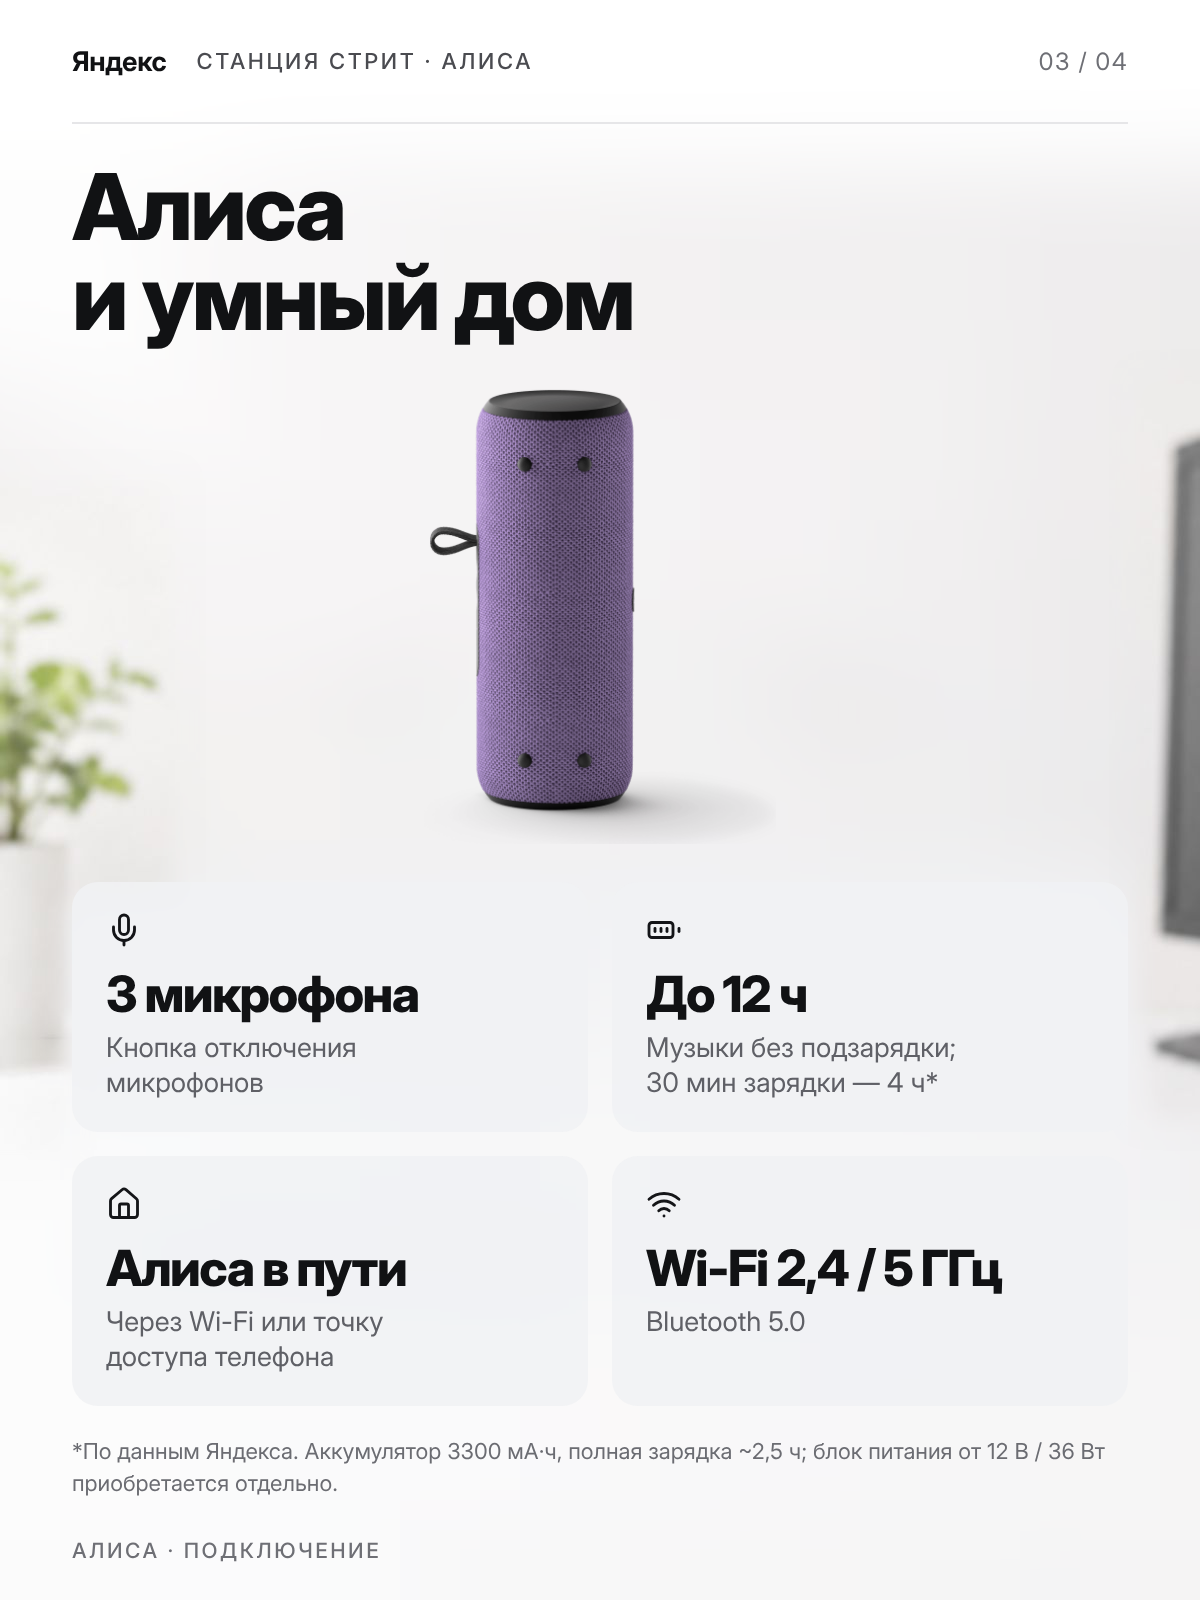 Яндекс СТАНЦИЯ СТРИТ · АЛИСА 03 / 04
Алиса
и умный дом
3 микрофона
Кнопка отключения
микрофонов
До 12 ч
Музыки без подзарядки;
30 мин зарядки — 4 ч*
Алиса в пути
Через Wi-Fi или точку
доступа телефона
Wi-Fi 2,4 / 5 ГГц
Bluetooth 5.0
*По данным Яндекса. Аккумулятор 3300 мА·ч, полная зарядка ~2,5 ч; блок питания от 12 В / 36 Вт
приобретается отдельно.
АЛИСА · ПОДКЛЮЧЕНИЕ